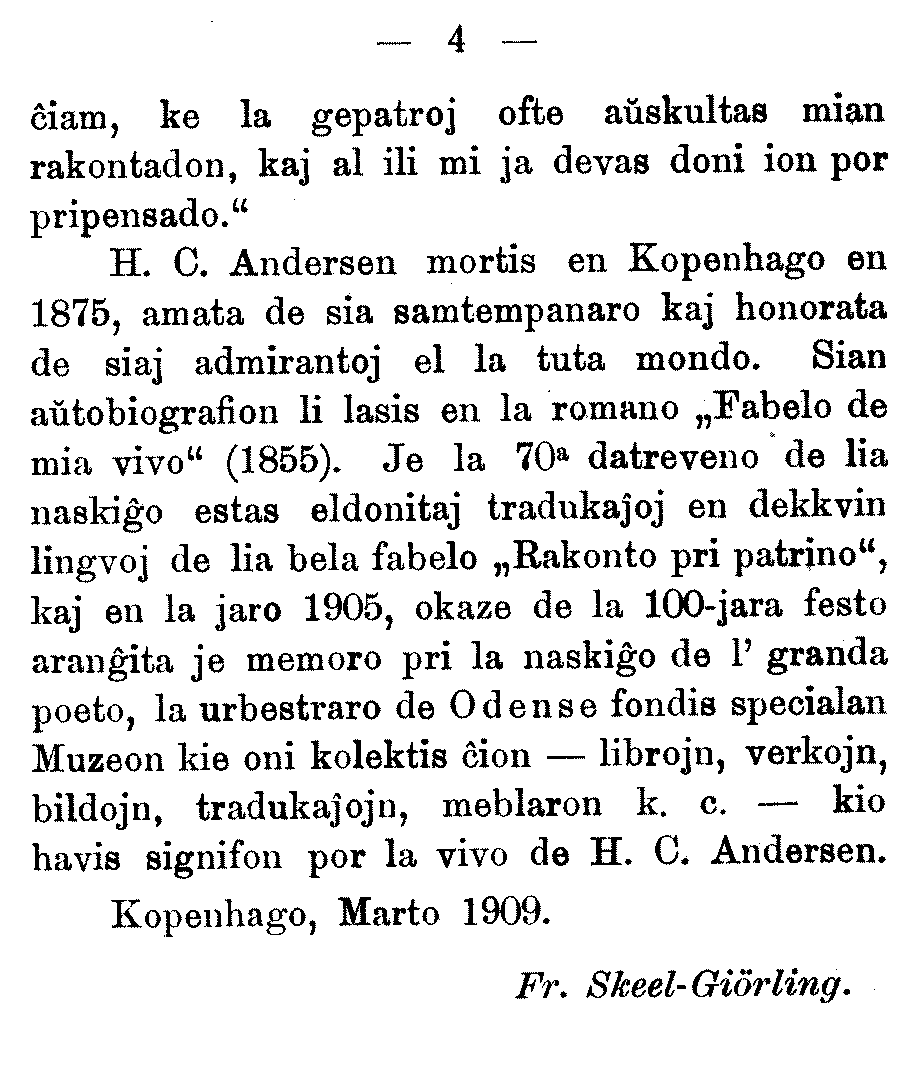 — 4 —
ĉiam, ke la gepatroj ofte aŭskultas mian
rakontadon, kaj al ili mi ja devas doni ion por
pripensado.“
H. C. Andersen mortis en Kopenhago en
1875, amata de sia samtempanaro kaj honorata
de siaj admirantoj el la tuta mondo. Sian
aŭtobiografion li lasis en la romano „Fabelo de
mia vivo“ (1855). Je la 70ª datreveno de lia
naskiĝo estas eldonitaj tradukaĵoj en dekkvin
lingvoj de lia bela fabelo „Rakonto pri patrino“,
kaj en la jaro 1905, okaze de la 100-jara festo
aranĝita je memoro pri la naskiĝo de l’ granda
poeto, la urbestraro de Odense fondis specialan
Muzeon kie oni kolektis ĉion — librojn, verkojn,
bildojn, tradukaĵojn, meblaron k. c. — kio
havis signifon por la vivo de H. C. Andersen.
Kopenhago, Marto 1909.
Fr. Skeel-Giörling.